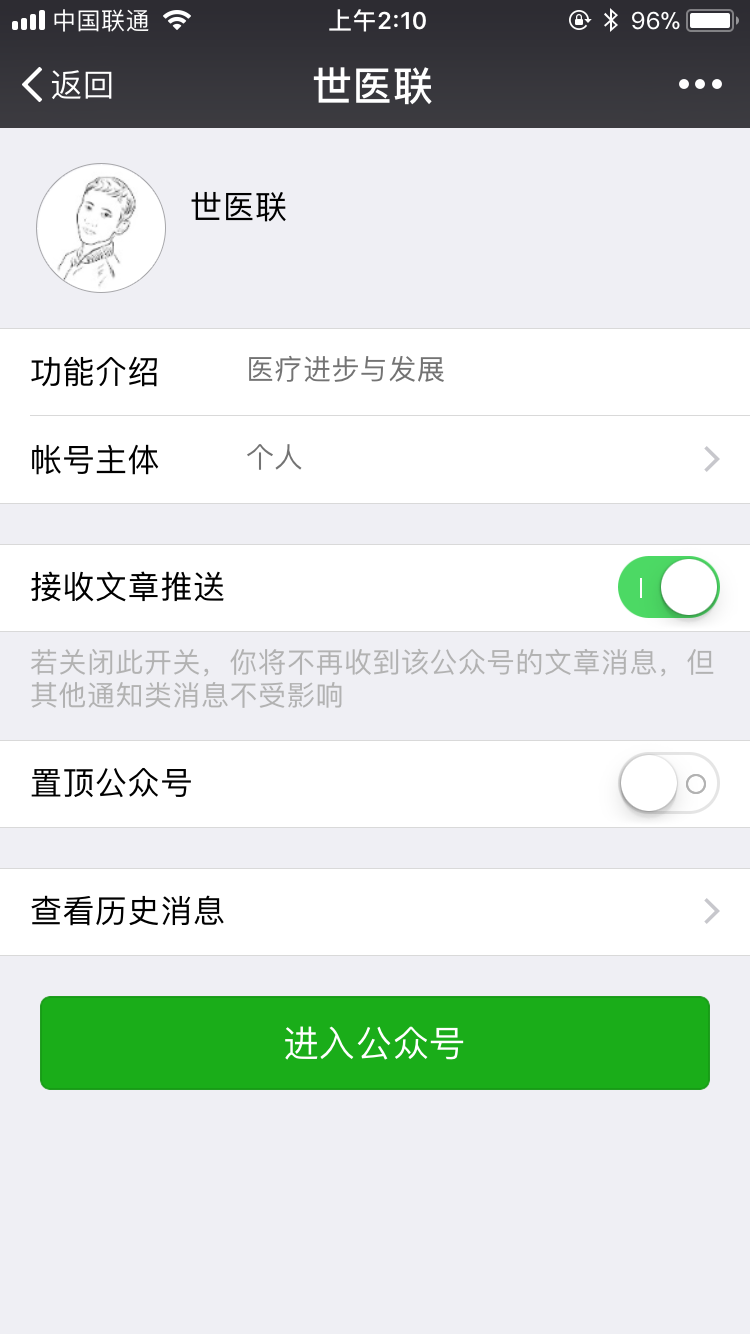 中国联通 上午2:10 96%
返回 世医联
世医联
功能介绍 医疗进步与发展
帐号主体 个人
接收文章推送
若关闭此开关，你将不再收到该公众号的文章消息，但
其他通知类消息不受影响
置顶公众号
查看历史消息
进入公众号